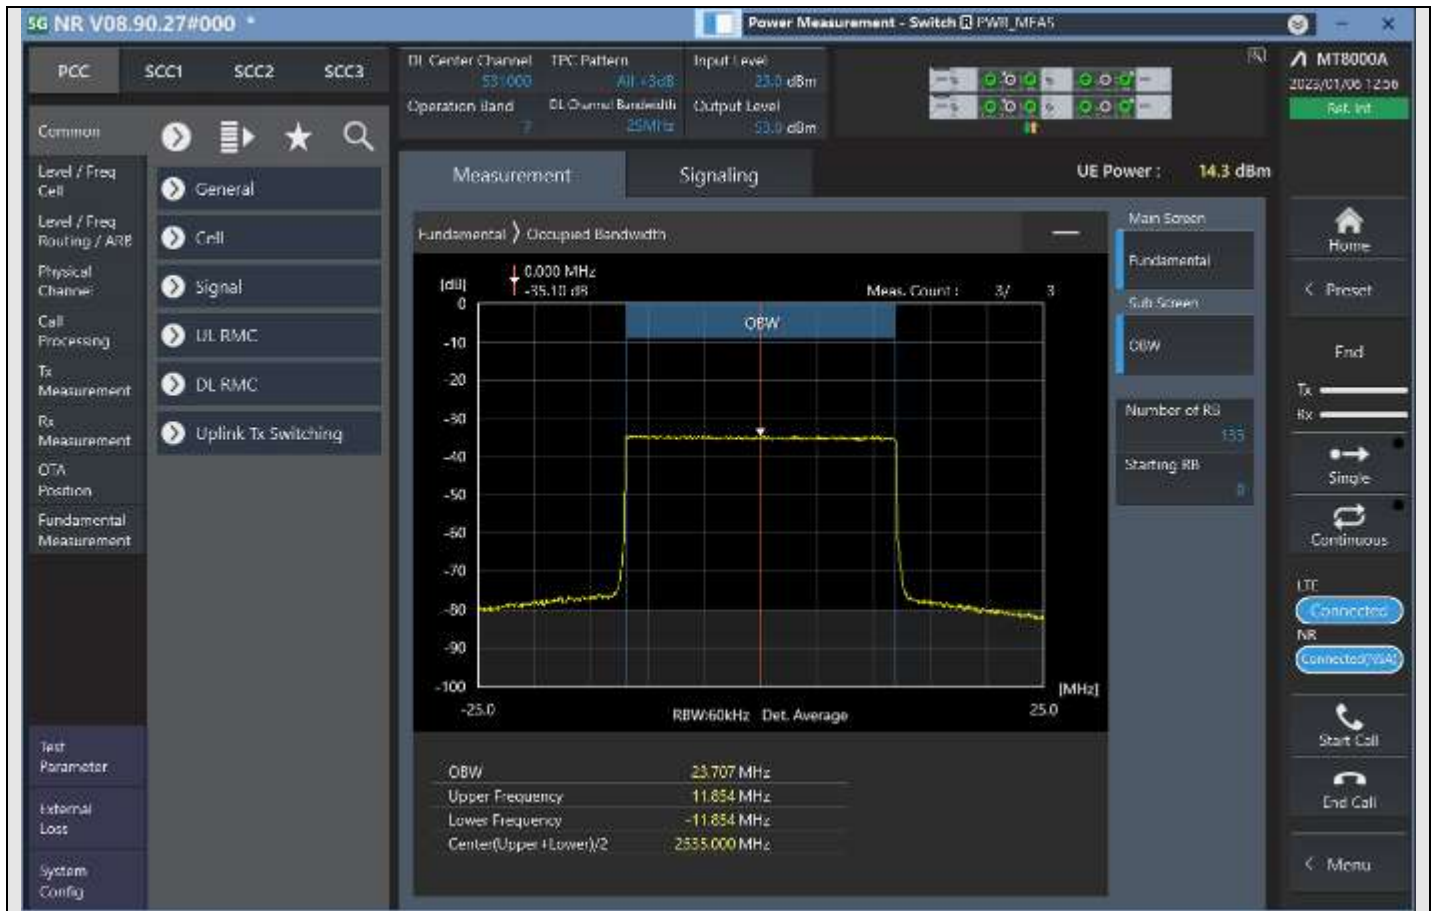 5G NR V08.90.27#000 *
Power Measurement - Switch PWR_MEAS
PCC SCC1 SCC2 SCC3
DL Center Channel TPC Pattern Input Level
531000 All +3dB 23.0 dBm
Operation Band DL Channel Bandwidth Output Level
7 25MHz 53.0 dBm
MT8000A
2023/01/06 12:56
Ref. Int
Common
Level / Freq
Cell
Level / Freq
Routing / ARB
Physical
Channel
Call
Processing
Tx
Measurement
Rx
Measurement
OTA
Position
Fundamental
Measurement
Test
Parameter
External
Loss
System
Config
General
Cell
Signal
UL RMC
DL RMC
Uplink Tx Switching
Measurement Signaling
UE Power : 14.3 dBm
Fundamental Occupied Bandwidth
[dB]
0.000 MHz
-35.10 dB
Meas. Count : 3/ 3
OBW
0
-10
-20
-30
-40
-50
-60
-70
-80
-90
-100
[MHz]
-25.0 25.0
RBW:60kHz Det. Average
OBW 23.707 MHz
Upper Frequency 11.854 MHz
Lower Frequency -11.854 MHz
Center(Upper+Lower)/2 2535.000 MHz
Main Screen
Fundamental
Sub Screen
OBW
Number of RB
133
Starting RB
0
Home
Preset
End
Tx
Rx
Single
Continuous
LTE
Connected
NR
Connected(NSA)
Start Call
End Call
Menu